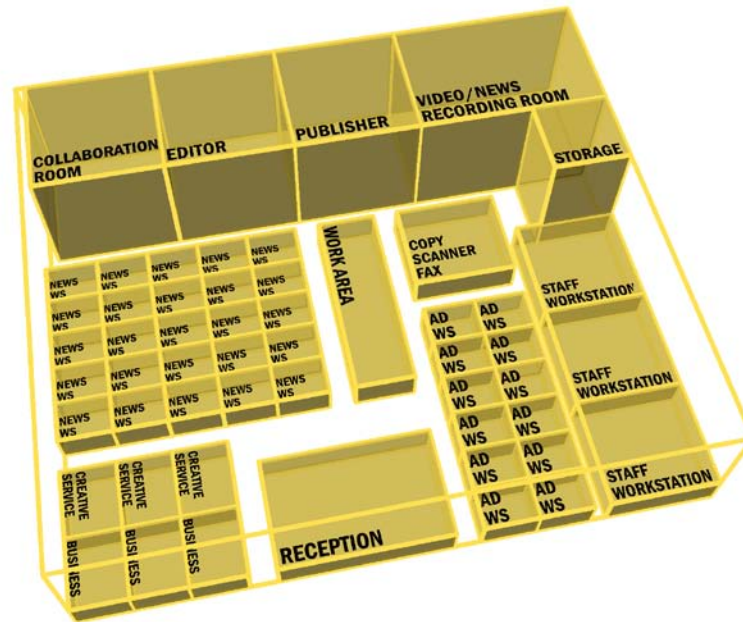 COLLABORATION
ROOM
EDITOR
PUBLISHER
VIDEO/NEWS
RECORDING ROOM
STORAGE
NEWS
WS
NEWS
WS
NEWS
WS
NEWS
WS
NEWS
WS
NEWS
WS
NEWS
WS
NEWS
WS
NEWS
WS
NEWS
WS
NEWS
WS
NEWS
WS
NEWS
WS
NEWS
WS
NEWS
WS
NEWS
WS
NEWS
WS
NEWS
WS
NEWS
WS
NEWS
WS
NEWS
WS
NEWS
WS
NEWS
WS
NEWS
WS
NEWS
WS
WORK AREA
COPY
SCANNER
FAX
AD
WS
AD
WS
AD
WS
AD
WS
AD
WS
AD
WS
AD
WS
AD
WS
AD
WS
AD
WS
AD
WS
AD
WS
STAFF
WORKSTATION
STAFF
WORKSTATION
STAFF
WORKSTATION
CREATIVE
SERVICE
CREATIVE
SERVICE
CREATIVE
SERVICE
BUSINESS
BUSINESS
BUSINESS
RECEPTION